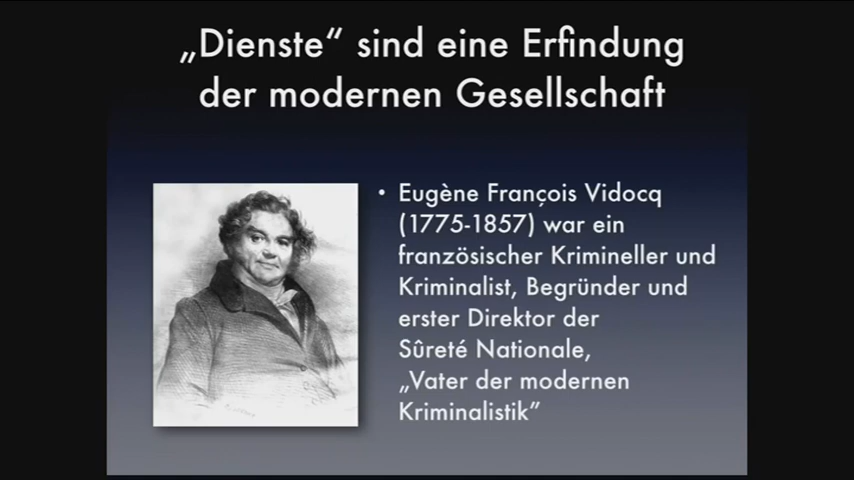 „Dienste“ sind eine Erfindung
der modernen Gesellschaft
• Eugène François Vidocq
(1775-1857) war ein
französischer Krimineller und
Kriminalist, Begründer und
erster Direktor der
Sûreté Nationale,
„Vater der modernen
Kriminalistik”